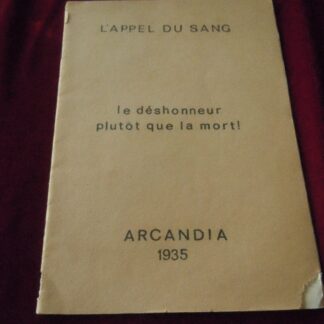 L'APPEL DU SANG
le déshonneur
plutôt que la mort!
ARCANDIA
1935